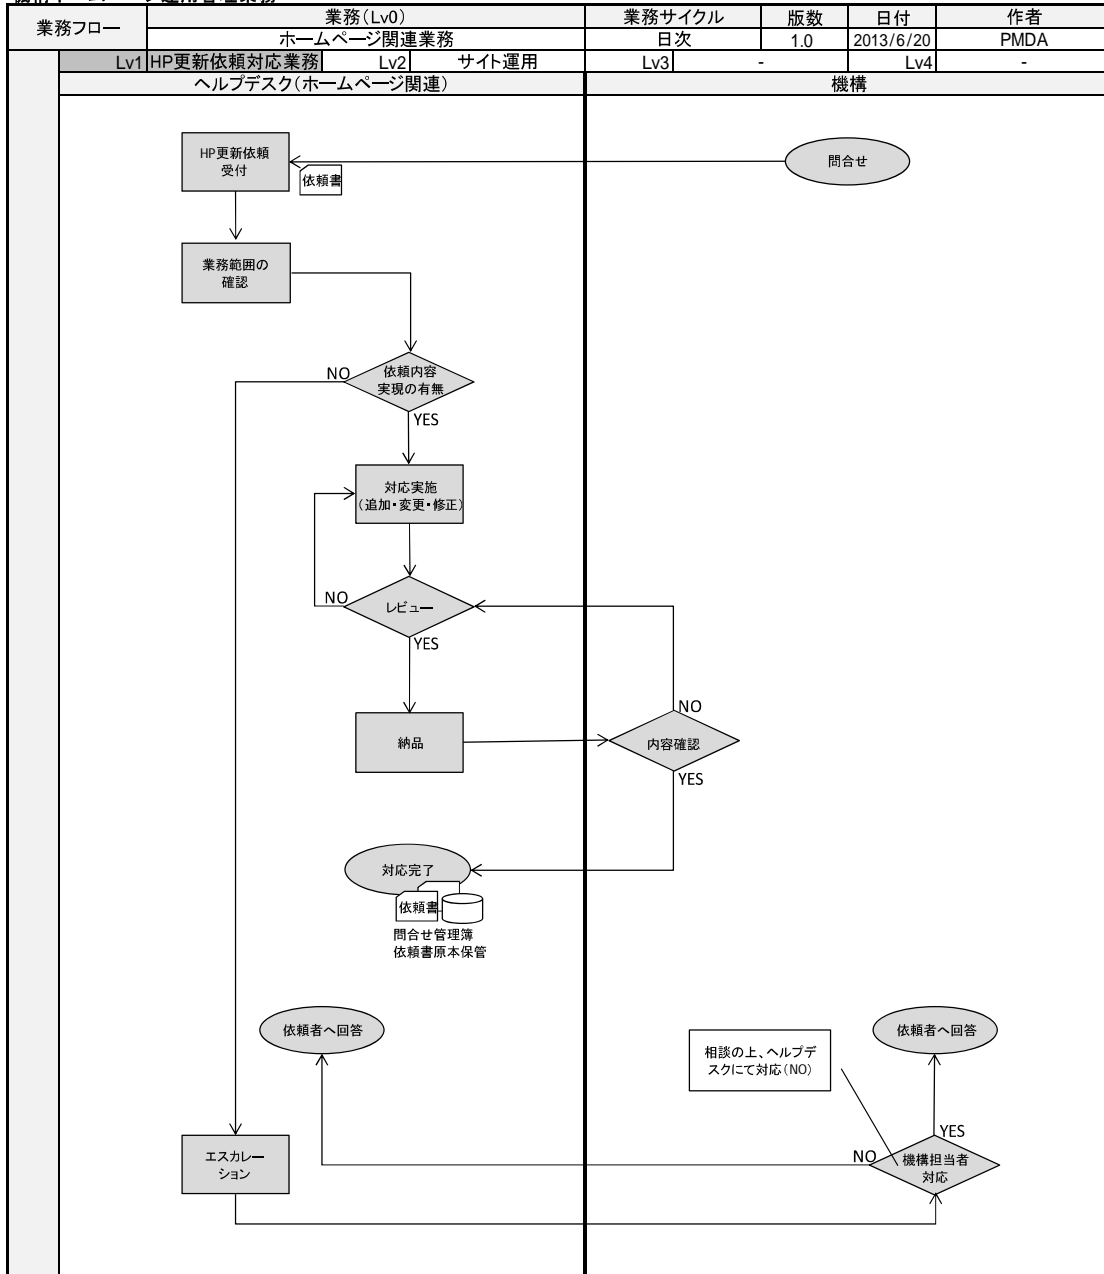 業務フロー
業務(Lv0)
業務サイクル
版数
日付
作者
ホームページ関連業務
日次
1.0
2013/6/20
PMDA
Lv1
HP更新依頼対応業務
Lv2
サイト運用
Lv3
-
Lv4
-
ヘルプデスク(ホームページ関連)
機構
HP更新依頼
受付
依頼書
問合せ
業務範囲の
確認
NO
依頼内容
実現の有無
YES
対応実施
(追加・変更・修正)
NO
レビュー
YES
納品
NO
内容確認
YES
対応完了
依頼書
問合せ管理簿
依頼書原本保管
依頼者へ回答
依頼者へ回答
相談の上、ヘルプデ
スクにて対応(NO)
エスカレー
ション
YES
NO
機構担当者
対応